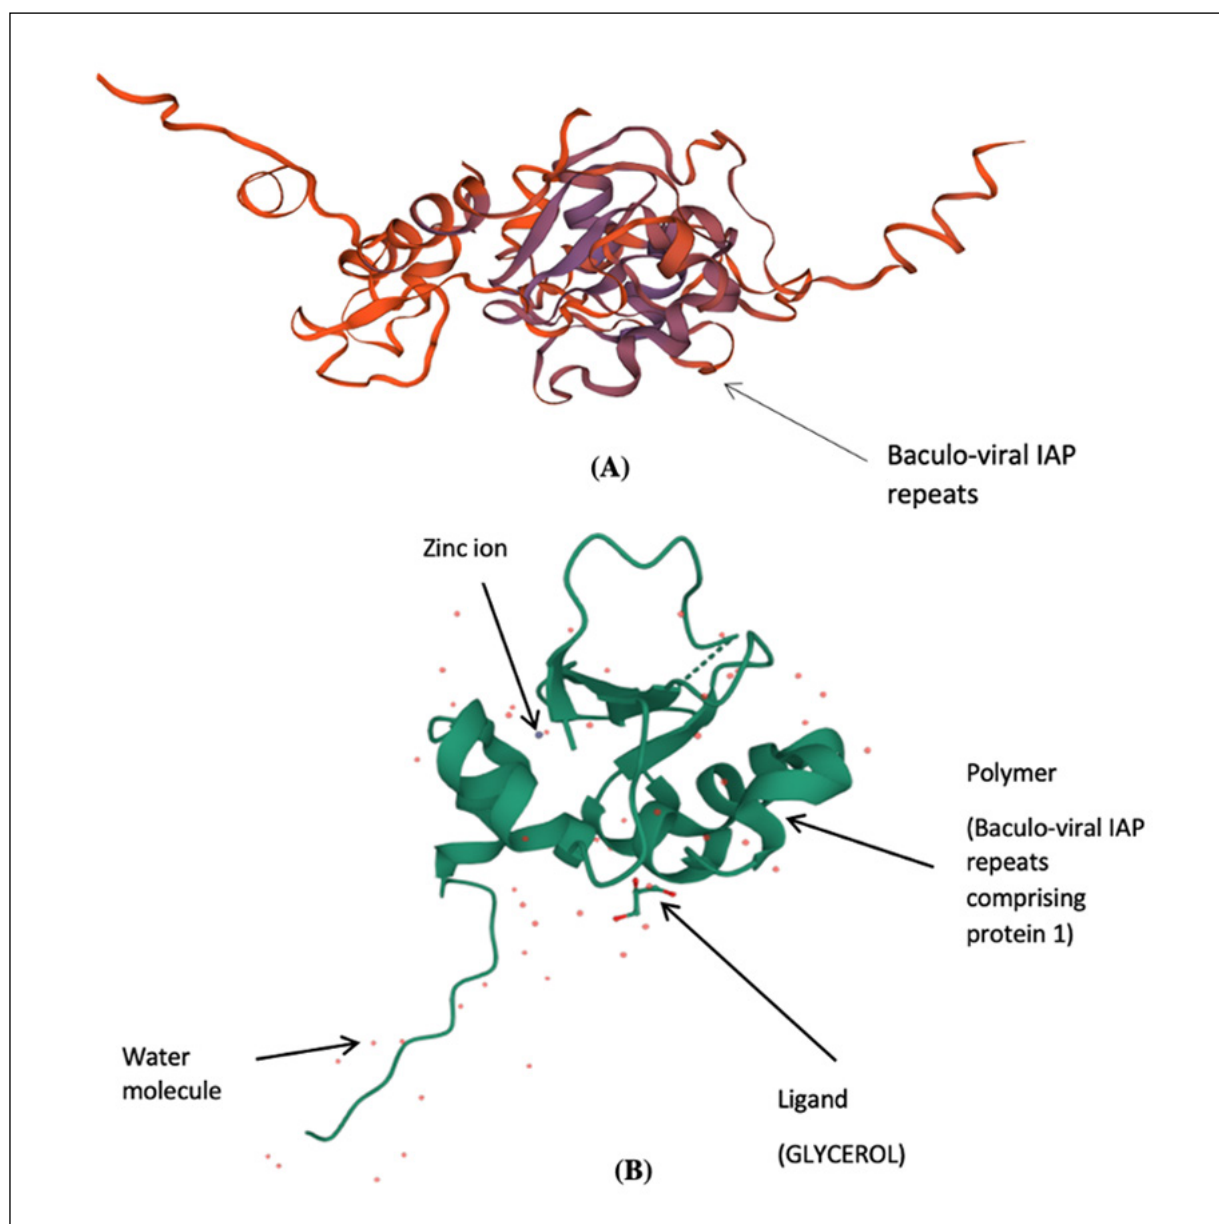 Baculo-viral IAP
repeats
(A)
Zinc ion
Polymer
(Baculo-viral IAP
repeats
comprising
protein 1)
Water
molecule
Ligand
(GLYCEROL)
(B)